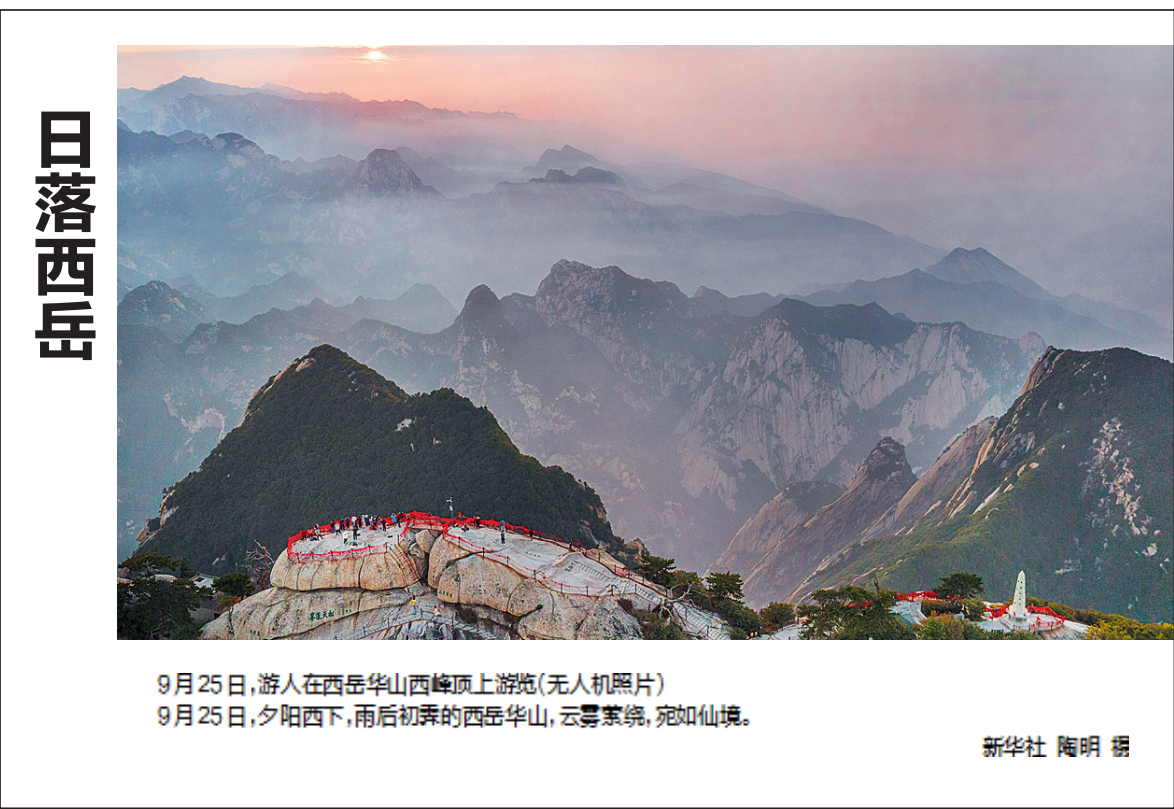 日落西岳
9月25日,游人在西岳华山西峰顶上游览(无人机照片)
9月25日,夕阳西下,雨后初霁的西岳华山,云雾萦绕,宛如仙境。
新华社 陶明 摄